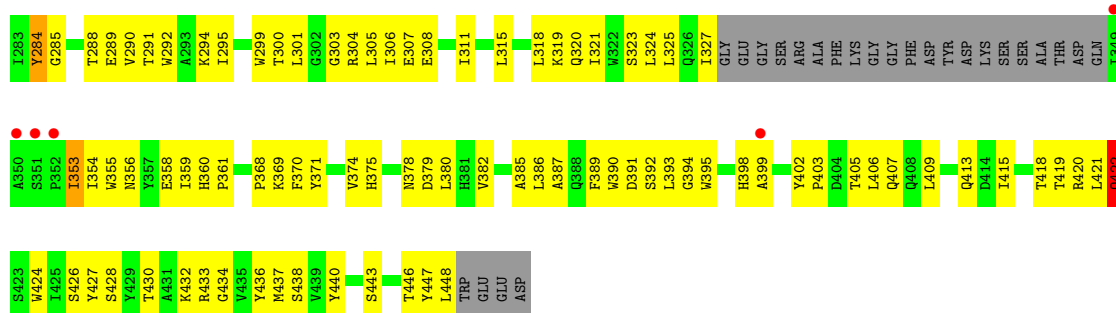 I283 Y284 G285 T288 E289 V290 T291 W292 A293 K294 I295 W299 T300 L301 G302 G303 R304 L305 I306 E307 E308 I311 L315 L318 K319 Q320 I321 W322 S323 L324 L325 Q326 I327 GLY GLU GLY SER ARG ALA PHE LYS GLY GLY PHE ASP TYR ASP LYS SER SER ALA THR ASP GLN I349
A350 S351 P352 I353 I354 W355 N356 Y357 E358 I359 H360 P361 P368 K369 F370 Y371 V374 H375 N378 D379 L380 H381 V382 A385 L386 A387 Q388 F389 W390 D391 S392 L393 G394 W395 H398 A399 Y402 P403 D404 T405 L406 Q407 Q408 L409 Q413 D414 I415 T418 T419 R420 L421
S423 W424 I425 S426 Y427 S428 Y429 T430 A431 K432 R433 G434 V435 Y436 M437 S438 V439 Y440 S443 T446 Y447 L448 TRP GLU GLU ASP